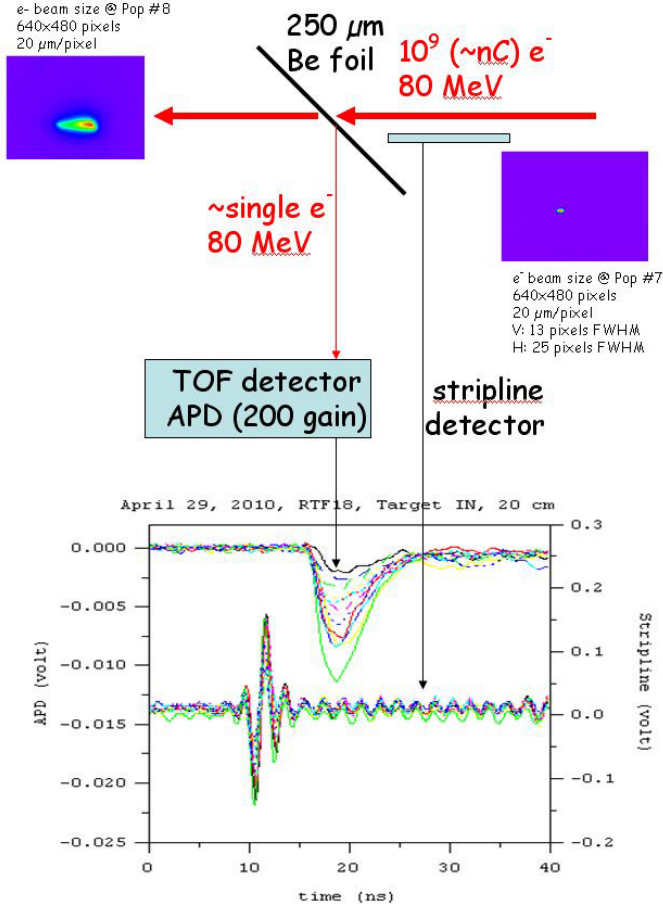 e- beam size @ Pop #8
640x480 pixels
20 µm/pixel
250 µm
Be foil
10⁹ (~nC) e⁻
80 MeV
~single e⁻
80 MeV
e⁻ beam size @ Pop #7
640x480 pixels
20 µm/pixel
V: 13 pixels FWHM
H: 25 pixels FWHM
TOF detector
APD (200 gain)
stripline
detector
April 29, 2010, RTF18, Target IN, 20 cm
0.000
-0.005
-0.010
-0.015
-0.020
-0.025
APD (volt)
0.3
0.2
0.1
0.0
-0.1
-0.2
Stripline (volt)
0 10 20 30 40
time (ns)